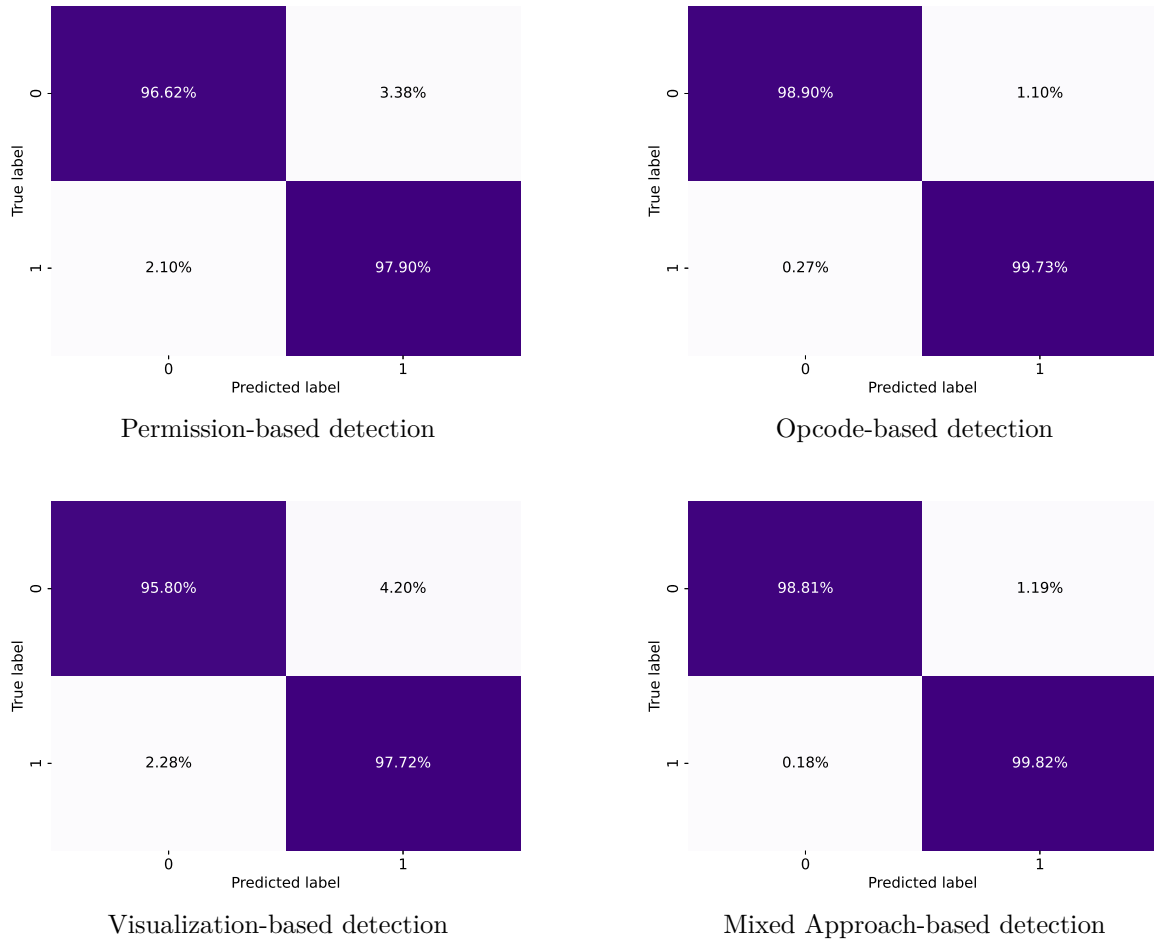 0
96.62%
3.38%
True label
1
2.10%
97.90%
0
1
Predicted label
Permission-based detection
0
98.90%
1.10%
True label
1
0.27%
99.73%
0
1
Predicted label
Opcode-based detection
0
95.80%
4.20%
True label
1
2.28%
97.72%
0
1
Predicted label
Visualization-based detection
0
98.81%
1.19%
True label
1
0.18%
99.82%
0
1
Predicted label
Mixed Approach-based detection